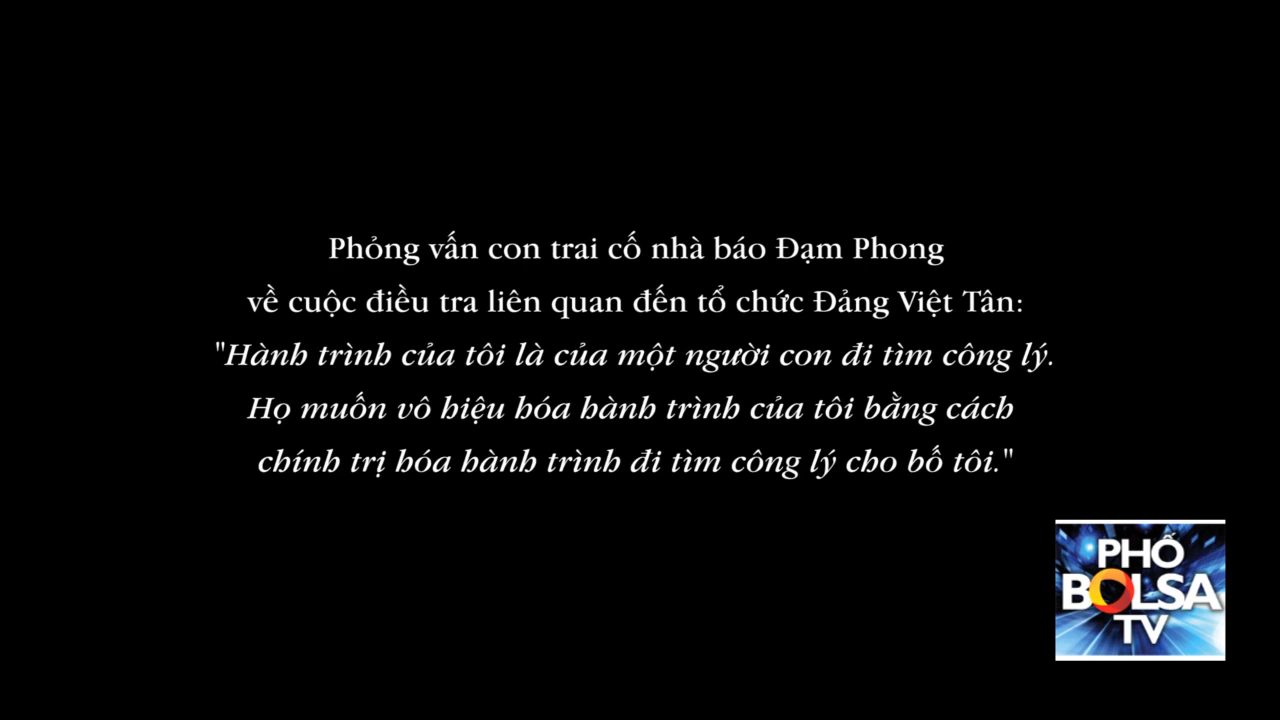 Phỏng vấn con trai cố nhà báo Đạm Phong
về cuộc điều tra liên quan đến tổ chức Đảng Việt Tân:
"Hành trình của tôi là của một người con đi tìm công lý.
Họ muốn vô hiệu hóa hành trình của tôi bằng cách
chính trị hóa hành trình đi tìm công lý cho bố tôi."
PHỐ
BOLSA
TV